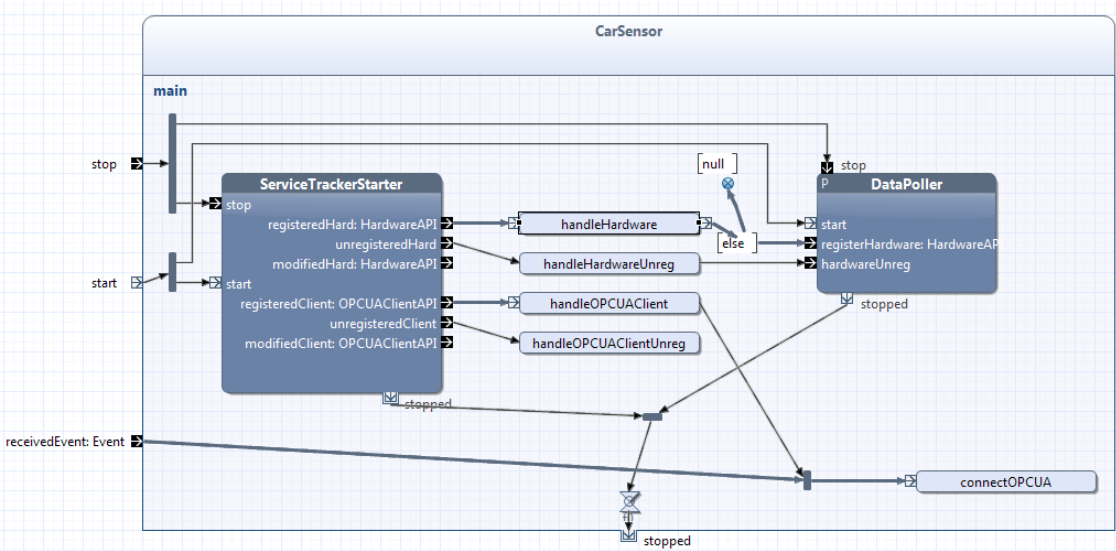 CarSensor
main
stop
start
receivedEvent: Event
ServiceTrackerStarter
stop
registeredHard: HardwareAPI
unregisteredHard
modifiedHard: HardwareAPI
start
registeredClient: OPCUAClientAPI
unregisteredClient
modifiedClient: OPCUAClientAPI
stopped
handleHardware
handleHardwareUnreg
handleOPCUAClient
handleOPCUAClientUnreg
[null ]
[else ]
stop
P DataPoller
start
registerHardware: HardwareAP
hardwareUnreg
stopped
connectOPCUA
stopped